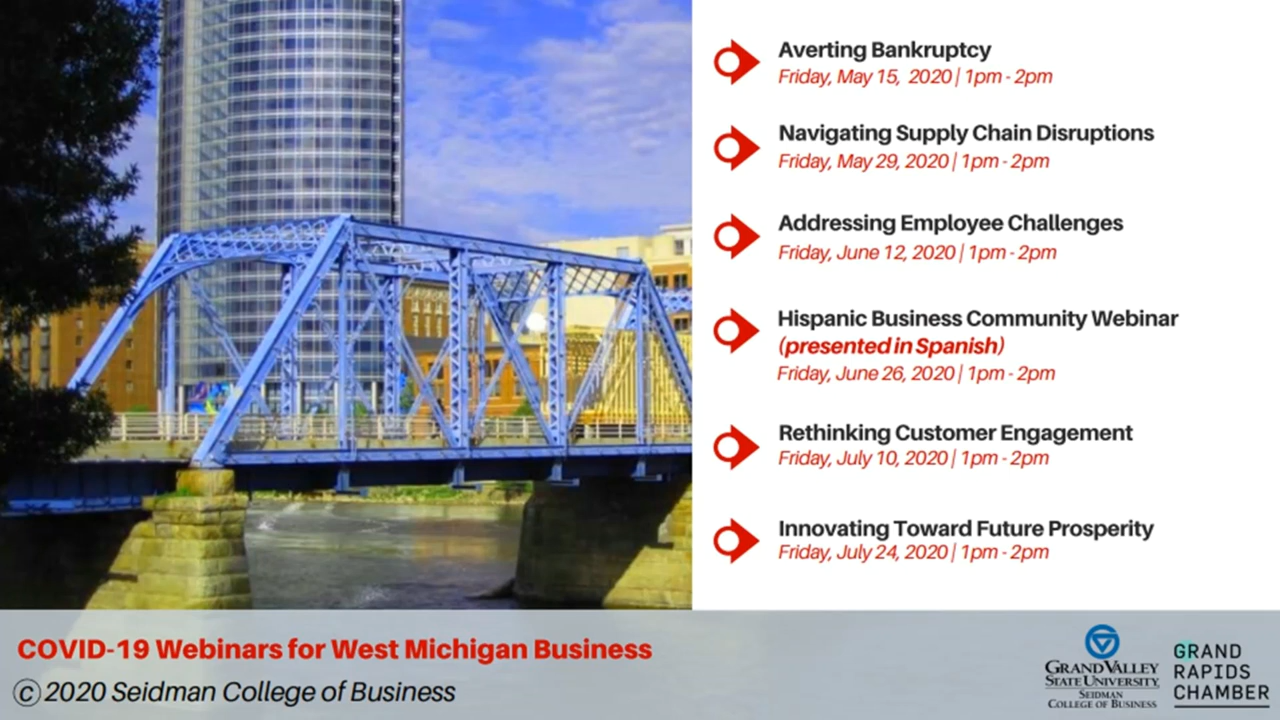 Averting Bankruptcy
Friday, May 15, 2020 | 1pm - 2pm
Navigating Supply Chain Disruptions
Friday, May 29, 2020 | 1pm - 2pm
Addressing Employee Challenges
Friday, June 12, 2020 | 1pm - 2pm
Hispanic Business Community Webinar
(presented in Spanish)
Friday, June 26, 2020 | 1pm - 2pm
Rethinking Customer Engagement
Friday, July 10, 2020 | 1pm - 2pm
Innovating Toward Future Prosperity
Friday, July 24, 2020 | 1pm - 2pm
COVID-19 Webinars for West Michigan Business
© 2020 Seidman College of Business
GRAND VALLEY
STATE UNIVERSITY
SEIDMAN
COLLEGE OF BUSINESS
GRAND
RAPIDS
CHAMBER